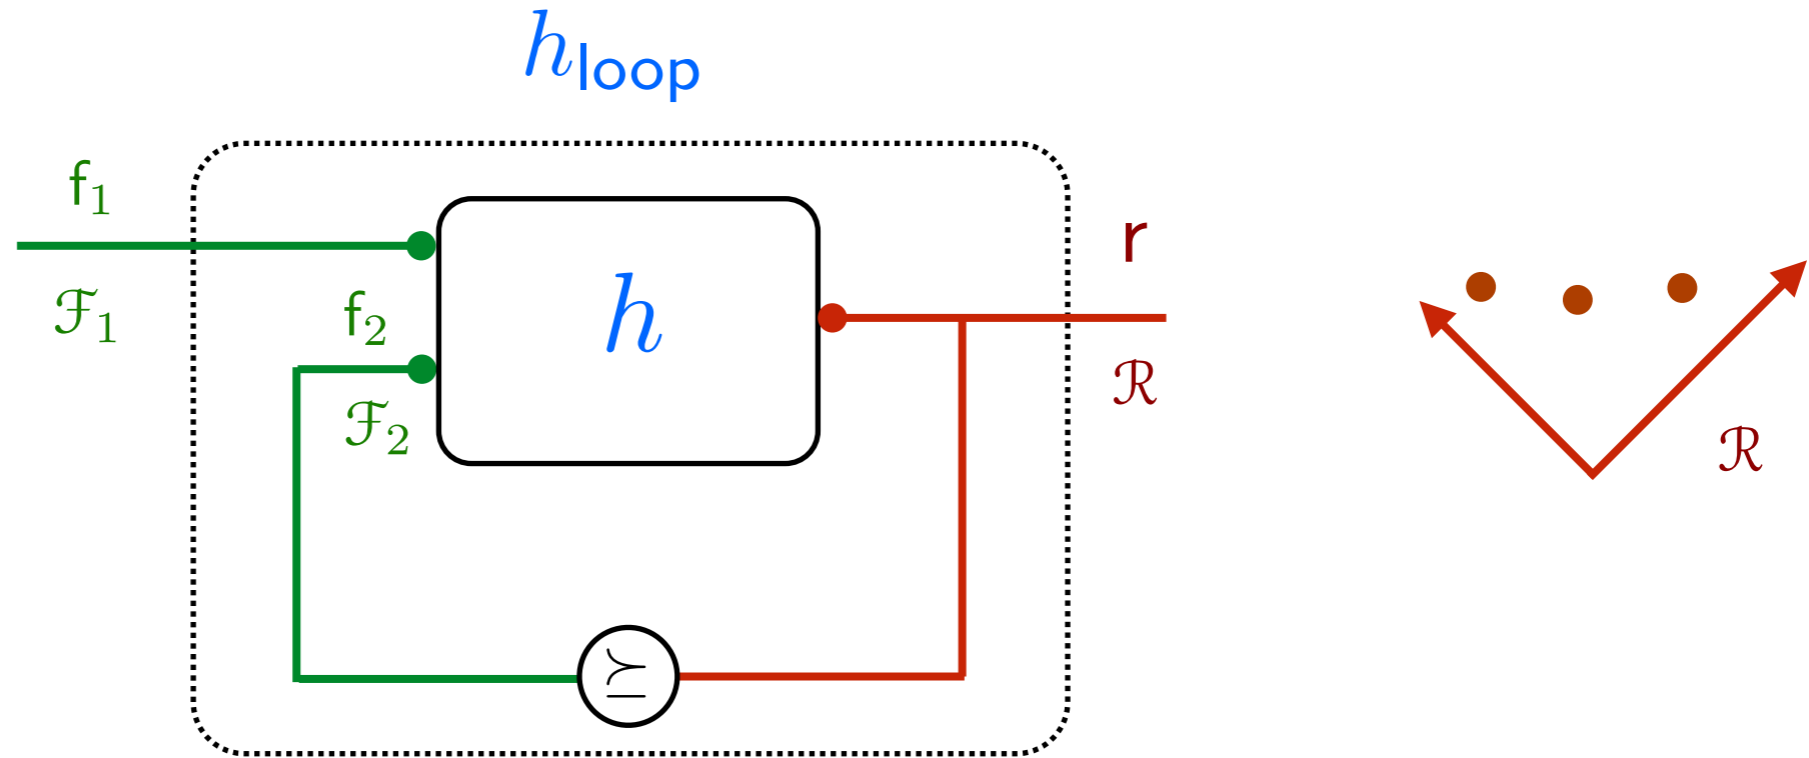 h_loop
f₁
r
ℱ₁
f₂
h
ℛ
ℱ₂
ℛ
⪰